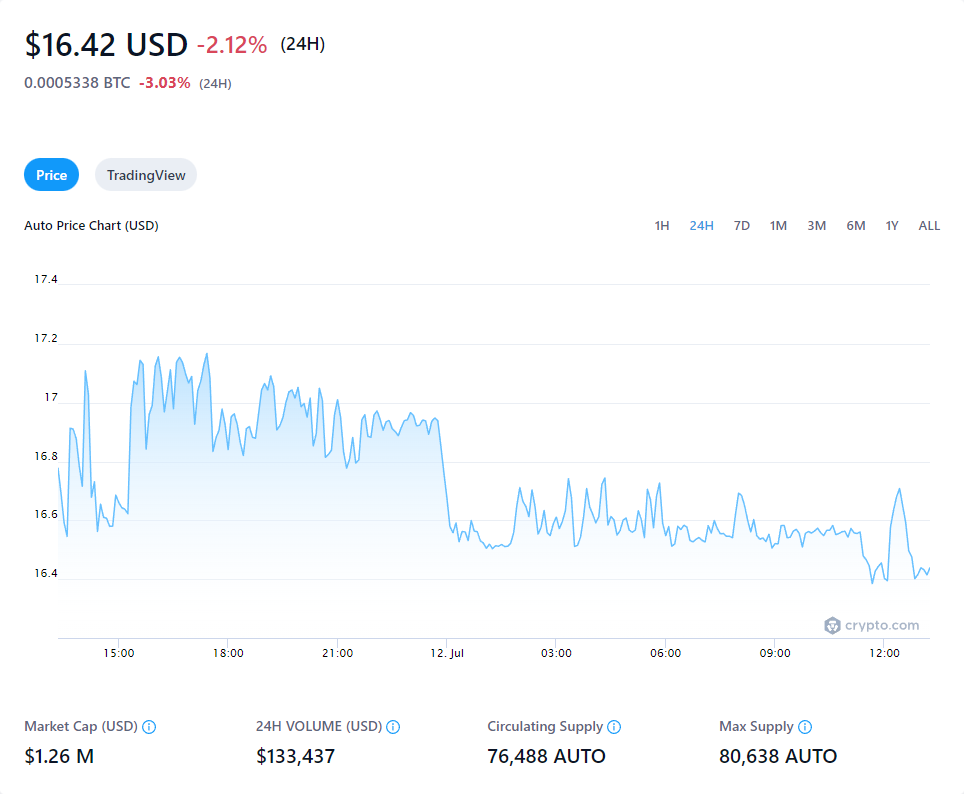 $16.42 USD -2.12% (24H)
0.0005338 BTC -3.03% (24H)
Price TradingView
Auto Price Chart (USD) 1H 24H 7D 1M 3M 6M 1Y ALL
17.4
17.2
17
16.8
16.6
16.4
crypto.com
15:00 18:00 21:00 12. Jul 03:00 06:00 09:00 12:00
Market Cap (USD) 24H VOLUME (USD) Circulating Supply Max Supply
$1.26 M $133,437 76,488 AUTO 80,638 AUTO